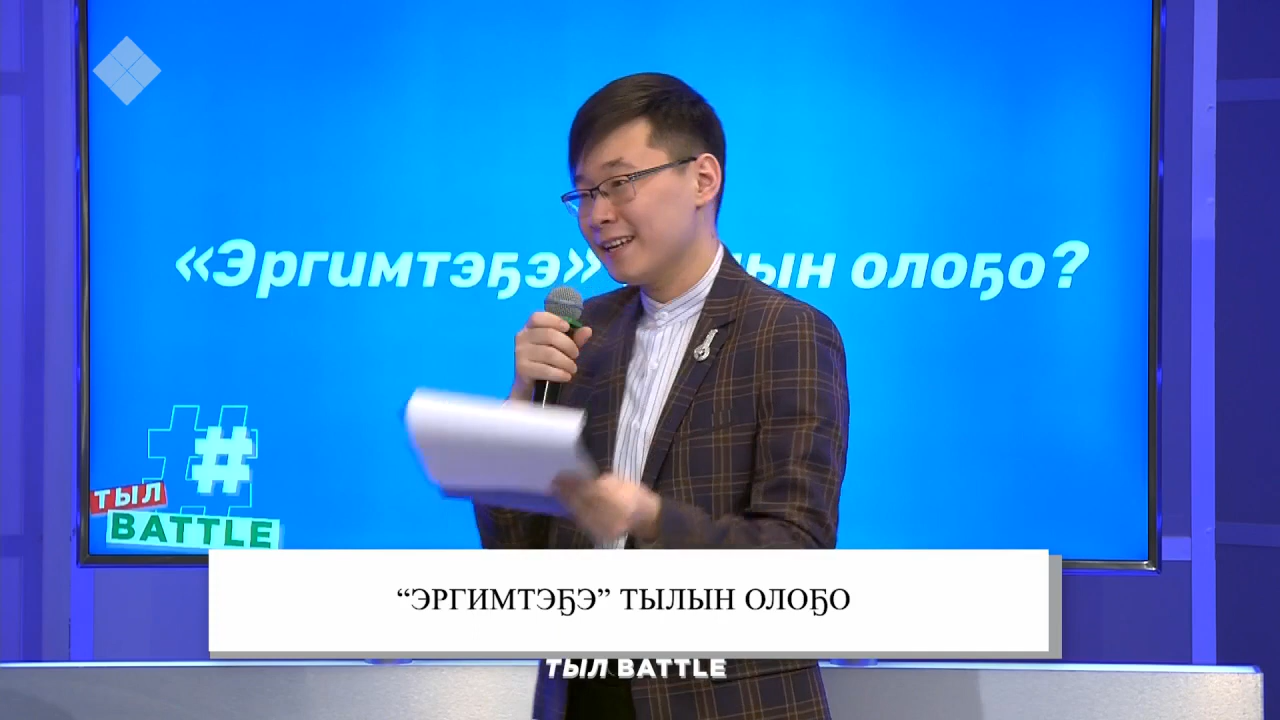 «Эргимтэҕэ» ылын олоҕо?
#
ТЫЛ
BATTLE
“ЭРГИМТЭҔЭ” ТЫЛЫН ОЛОҔО
ТЫЛ BATTLE